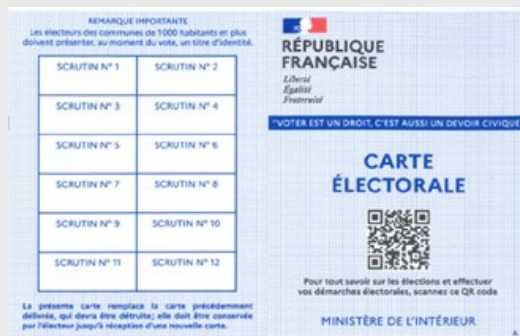 REMARQUE IMPORTANTE
Les électeurs des communes de 1000 habitants et plus
doivent présenter, au moment du vote, un titre d'identité.
SCRUTIN N° 1 SCRUTIN N° 2
SCRUTIN N° 3 SCRUTIN N° 4
SCRUTIN N° 5 SCRUTIN N° 6
SCRUTIN N° 7 SCRUTIN N° 8
SCRUTIN N° 9 SCRUTIN N° 10
SCRUTIN N° 11 SCRUTIN N° 12
La présente carte remplace la carte précédemment
délivrée, qui devra être détruite; elle doit être conservée
par l'électeur jusqu'à réception d'une nouvelle carte.
RÉPUBLIQUE
FRANÇAISE
Liberté
Égalité
Fraternité
"VOTER EST UN DROIT, C'EST AUSSI UN DEVOIR CIVIQUE
CARTE
ÉLECTORALE
Pour tout savoir sur les élections et effectuer
vos démarches électorales, scannez ce QR code
MINISTÈRE DE L'INTÉRIEUR